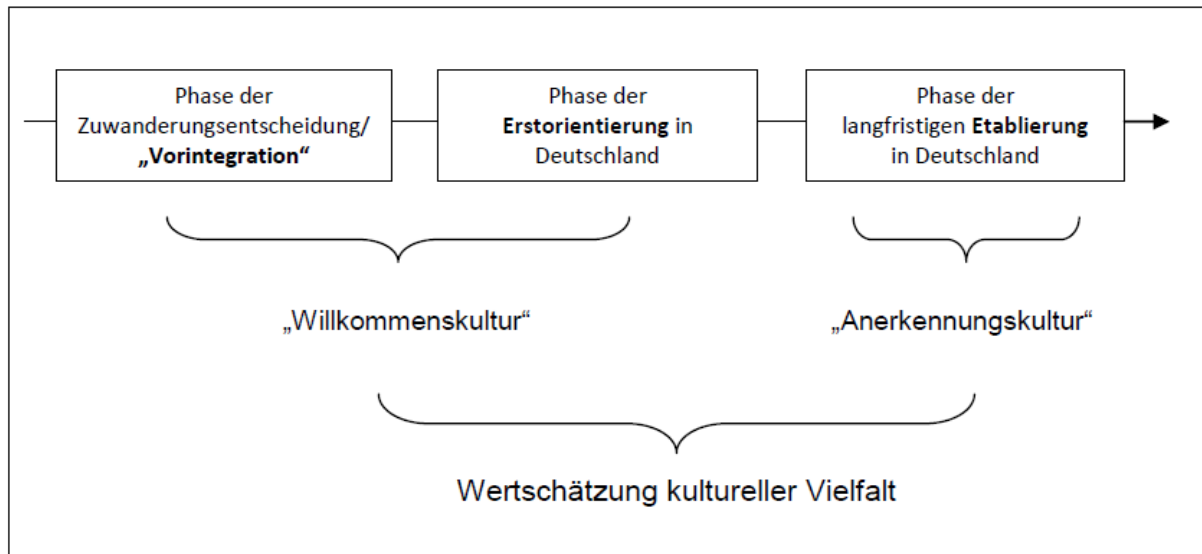 Phase der
Zuwanderungsentscheidung/
„Vorintegration“
Phase der
Erstorientierung in
Deutschland
Phase der
langfristigen Etablierung
in Deutschland
„Willkommenskultur“
„Anerkennungskultur“
Wertschätzung kultureller Vielfalt